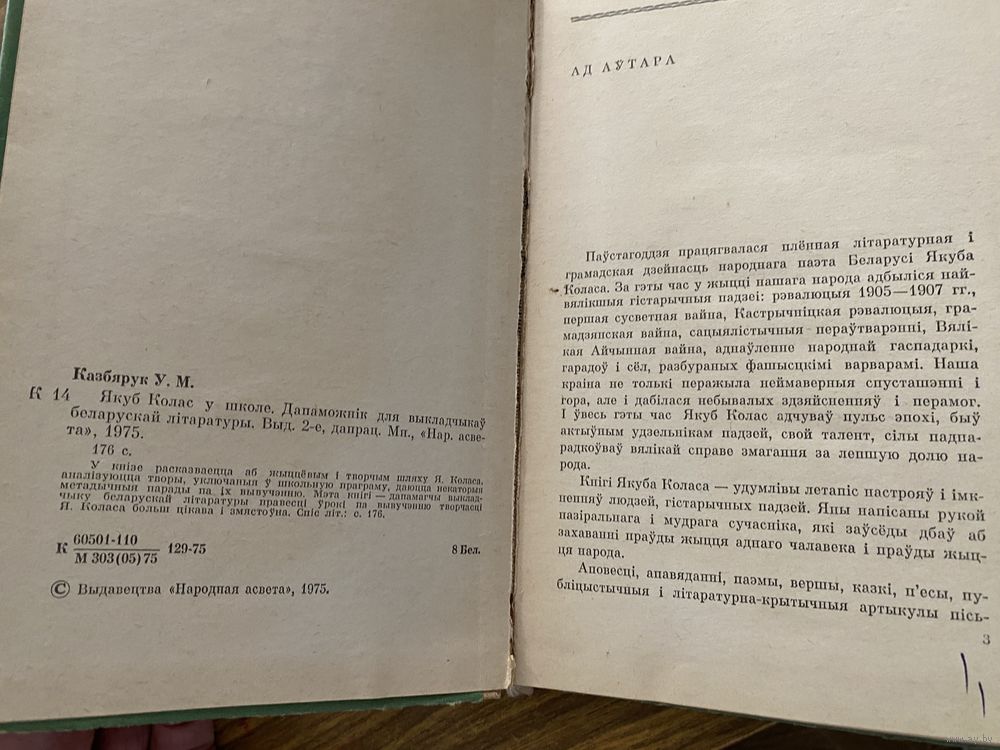 Казбярук У. М.
К 14 Якуб Колас у школе. Дапаможнік для выкладчыкаў
беларускай літаратуры. Выд. 2-е, дапрац. Мн., «Нар. асве-
та», 1975.
176 с.
У кнізе расказваецца аб жыццёвым і творчым шляху Я. Коласа,
аналізуюцца творы, уключаныя ў школьную праграму, даюцца некаторыя
метадычныя парады па іх вывучэнню. Мэта кнігі — дапамагчы выклад-
чыку беларускай літаратуры правесці ўрокі па вывучэнню творчасці
Я. Коласа больш цікава і змястоўна. Спіс літ.: с. 176.
К 60501-110 129-75 8 Бел.
М 303(05)75
© Выдавецтва «Народная асвета», 1975.
АД АЎТАРА
Паўстагоддзя працягвалася плённая літаратурная і
грамадская дзейнасць народнага паэта Беларусі Якуба
Коласа. За гэты час у жыцці нашага народа адбыліся най-
вялікшыя гістарычныя падзеі: рэвалюцыя 1905—1907 гг.,
першая сусветная вайна, Кастрычніцкая рэвалюцыя, гра-
мадзянская вайна, сацыялістычныя пераўтварэнні, Вялі-
кая Айчынная вайна, аднаўленне народнай гаспадаркі,
гарадоў і сёл, разбураных фашысцкімі варварамі. Наша
краіна не толькі перажыла неймаверныя спусташэнні і
гора, але і дабілася небывалых здзяйсненняў і перамог.
І ўвесь гэты час Якуб Колас адчуваў пульс эпохі, быў
актыўным удзельнікам падзей, свой талент, сілы падпа-
радкоўваў вялікай справе змагання за лепшую долю на-
рода.
Кнігі Якуба Коласа — удумлівы летапіс настрояў і імк-
ненняў людзей, гістарычных падзей. Яны напісаны рукой
пазіральнага і мудрага сучасніка, які заўсёды дбаў аб
захаванні праўды жыцця аднаго чалавека і праўды жыц-
ця народа.
Аповесці, апавяданні, паэмы, вершы, казкі, п'есы, пу-
бліцыстычныя і літаратурна-крытычныя артыкулы пісь-
3
www.ay.by